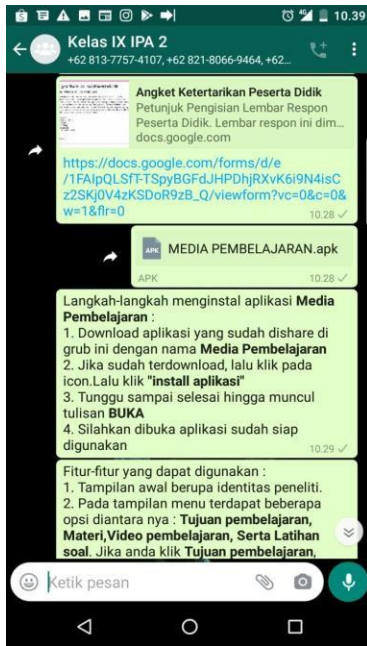 10.39
Kelas IX IPA 2
+62 813-7757-4107, +62 821-8066-9464, +62...
Angket Ketertarikan Peserta Didik
Petunjuk Pengisian Lembar Respon
Peserta Didik. Lembar respon ini dim...
docs.google.com
https://docs.google.com/forms/d/e
/1FAIpQLSfT-TSpyBGFdJHPDhjRXvK6i9N4isC
z2SKj0V4zKSDoR9zB_Q/viewform?vc=0&c=0&
w=1&flr=0
10.28
APK
MEDIA PEMBELAJARAN.apk
APK
10.28
Langkah-langkah menginstal aplikasi Media
Pembelajaran :
1. Download aplikasi yang sudah dishare di
grub ini dengan nama Media Pembelajaran
2. Jika sudah terdownload, lalu klik pada
icon.Lalu klik "install aplikasi"
3. Tunggu sampai selesai hingga muncul
tulisan BUKA
4. Silahkan dibuka aplikasi sudah siap
digunakan
10.29
Fitur-fitur yang dapat digunakan :
1. Tampilan awal berupa identitas peneliti.
2. Pada tampilan menu terdapat beberapa
opsi diantara nya : Tujuan pembelajaran,
Materi,Video pembelajaran, Serta Latihan
soal. Jika anda klik Tujuan pembelajaran,
Ketik pesan